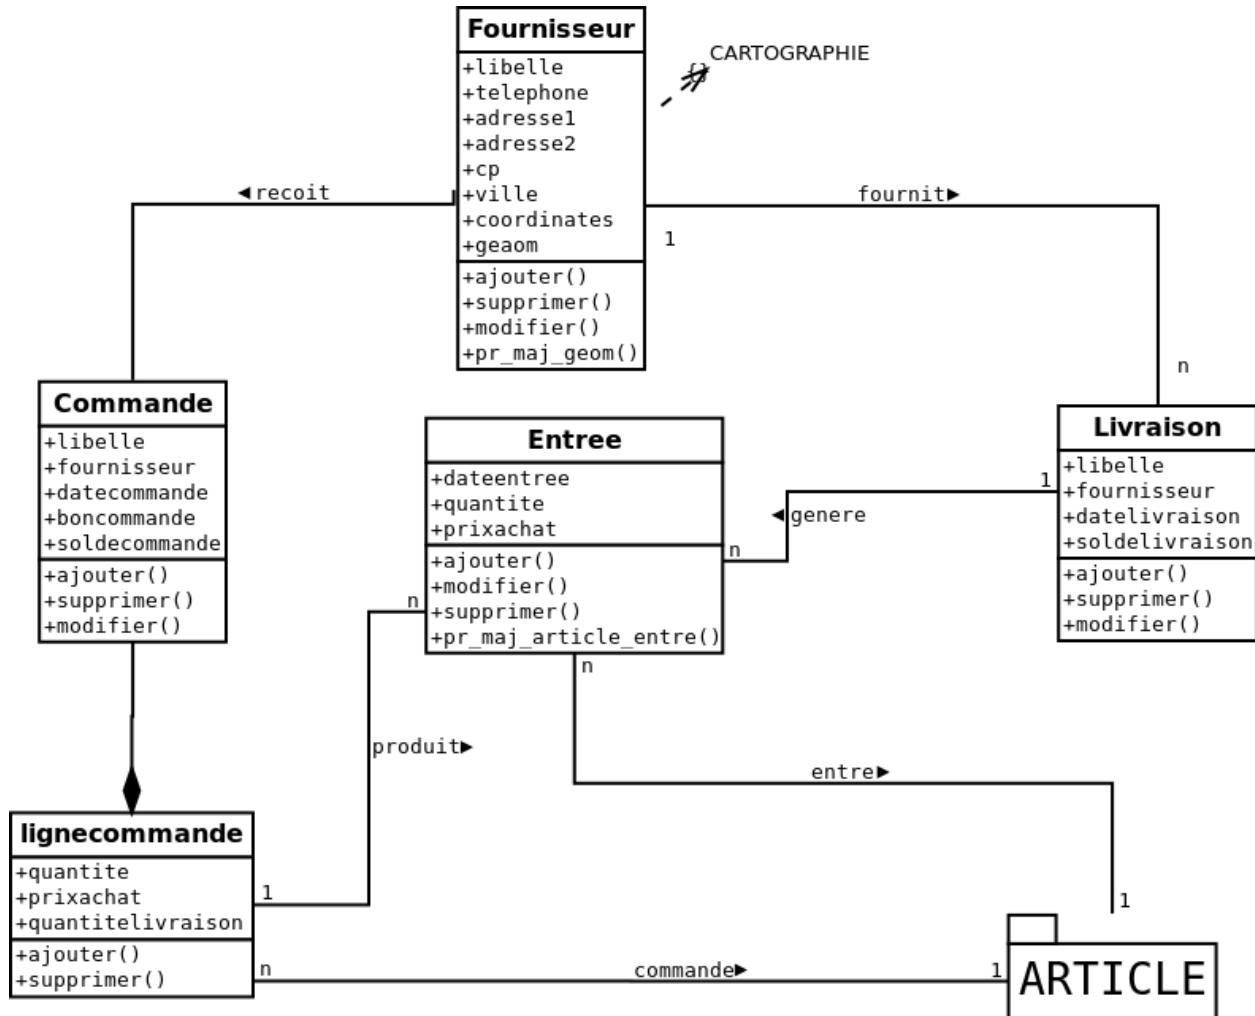 Fournisseur
+libelle
+telephone
+adresse1
+adresse2
+cp
+ville
+coordinates
+geaom
+ajouter()
+supprimer()
+modifier()
+pr_maj_geom()
{}
CARTOGRAPHIE
◄recoit
fournit►
1
n
Commande
+libelle
+fournisseur
+datecommande
+boncommande
+soldecommande
+ajouter()
+supprimer()
+modifier()
Entree
+dateentree
+quantite
+prixachat
+ajouter()
+modifier()
+supprimer()
+pr_maj_article_entre()
Livraison
+libelle
+fournisseur
+datelivraison
+soldelivraison
+ajouter()
+supprimer()
+modifier()
1
◄genere
n
n
n
produit►
entre►
lignecommande
+quantite
+prixachat
+quantitelivraison
+ajouter()
+supprimer()
1
1
n
commande►
1
ARTICLE